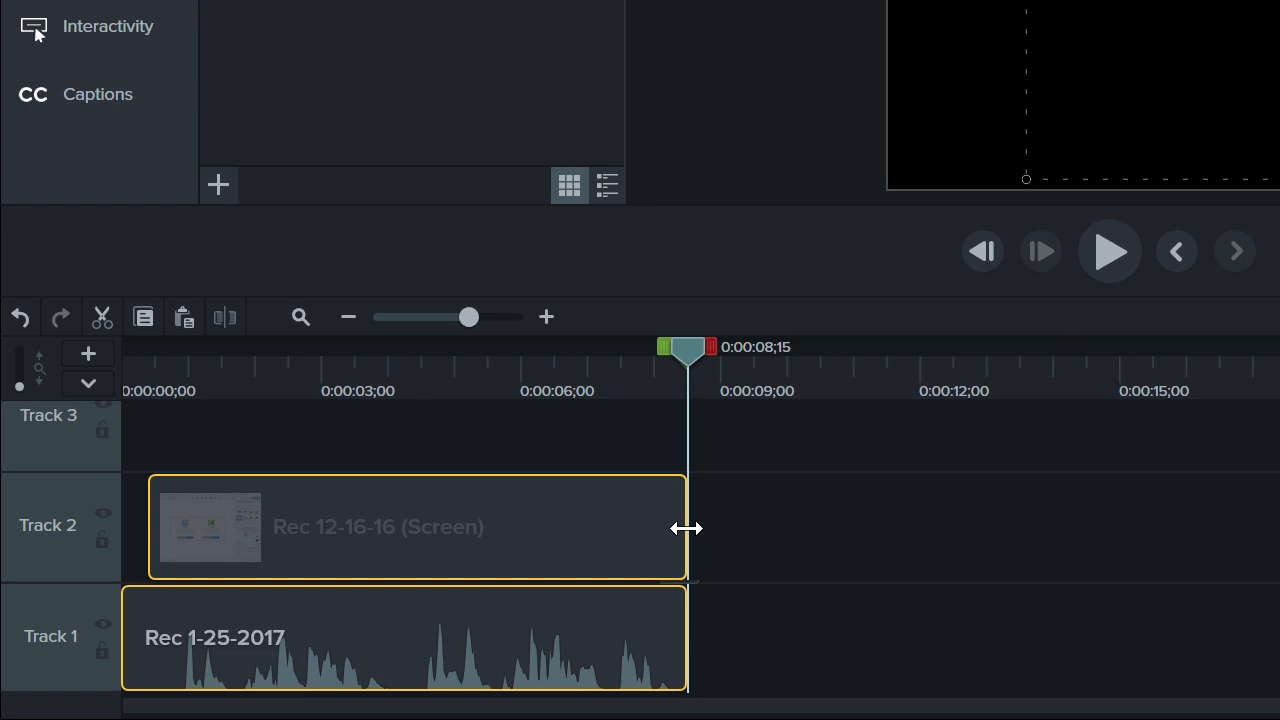 Interactivity
CC Captions
0:00:08;15
0:00:00;00 0:00:03;00 0:00:06;00 0:00:09;00 0:00:12;00 0:00:15;00
Track 3
Track 2
Rec 12-16-16 (Screen)
Track 1
Rec 1-25-2017